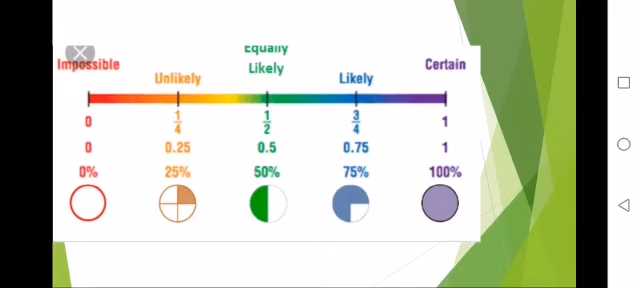 Impossible
Unlikely
Equally
Likely
Likely
Certain
0 1/4 1/2 3/4 1
0 0.25 0.5 0.75 1
0% 25% 50% 75% 100%